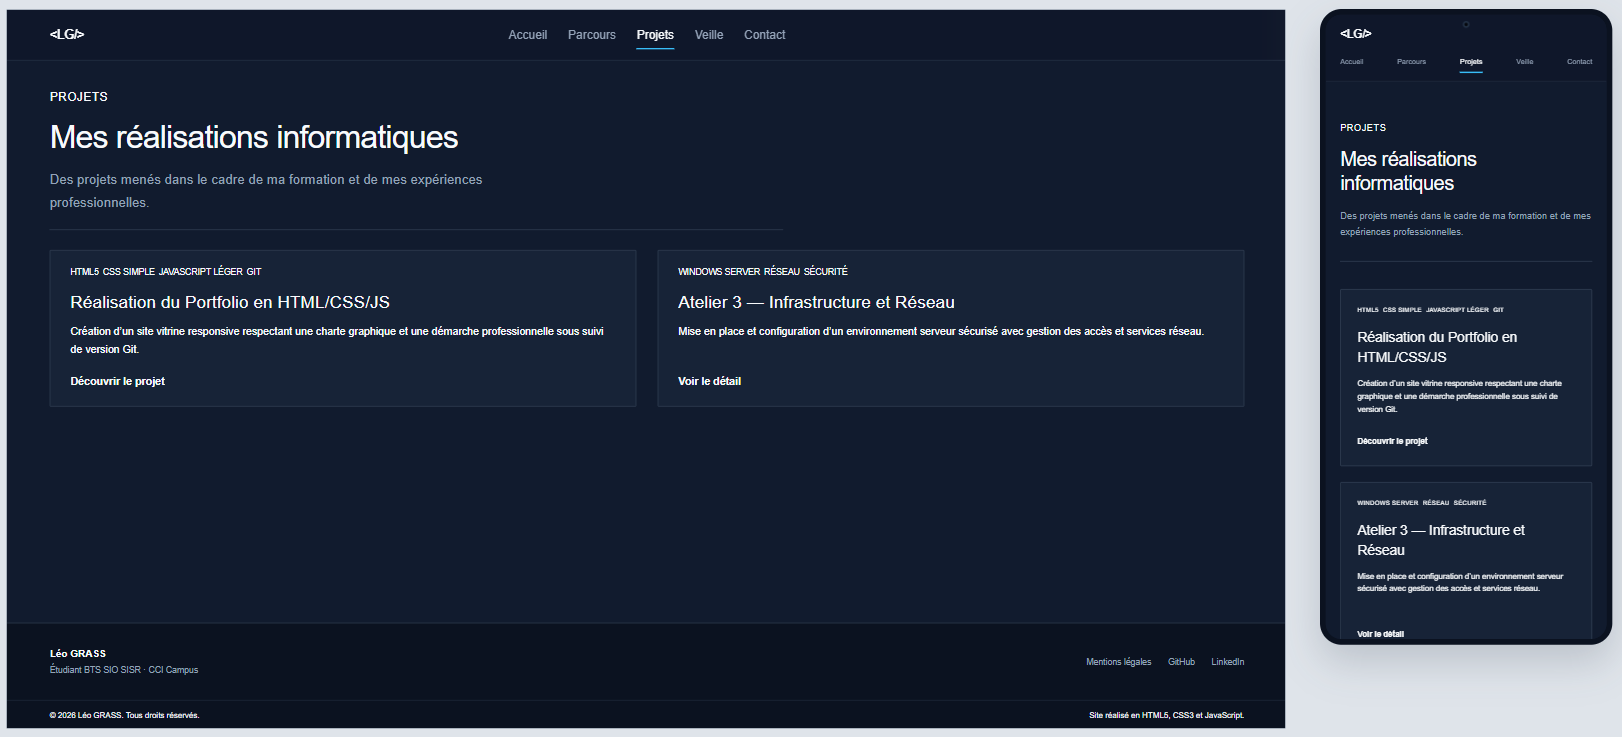 <LG/>
Accueil Parcours Projets Veille Contact
PROJETS
Mes réalisations informatiques
Des projets menés dans le cadre de ma formation et de mes expériences
professionnelles.
HTML5 CSS SIMPLE JAVASCRIPT LÉGER GIT
Réalisation du Portfolio en HTML/CSS/JS
Création d'un site vitrine responsive respectant une charte graphique et une démarche professionnelle sous suivi
de version Git.
Découvrir le projet
WINDOWS SERVER RÉSEAU SÉCURITÉ
Atelier 3 — Infrastructure et Réseau
Mise en place et configuration d'un environnement serveur sécurisé avec gestion des accès et services réseau.
Voir le détail
Léo GRASS
Étudiant BTS SIO SISR · CCI Campus
Mentions légales GitHub LinkedIn
© 2026 Léo GRASS. Tous droits réservés.
Site réalisé en HTML5, CSS3 et JavaScript.
<LG/>
Accueil Parcours Projets Veille Contact
PROJETS
Mes réalisations
informatiques
Des projets menés dans le cadre de ma formation et de mes
expériences professionnelles.
HTML5 CSS SIMPLE JAVASCRIPT LÉGER GIT
Réalisation du Portfolio en
HTML/CSS/JS
Création d'un site vitrine responsive respectant une charte
graphique et une démarche professionnelle sous suivi de
version Git.
Découvrir le projet
WINDOWS SERVER RÉSEAU SÉCURITÉ
Atelier 3 — Infrastructure et
Réseau
Mise en place et configuration d'un environnement serveur
sécurisé avec gestion des accès et services réseau.
Voir le détail